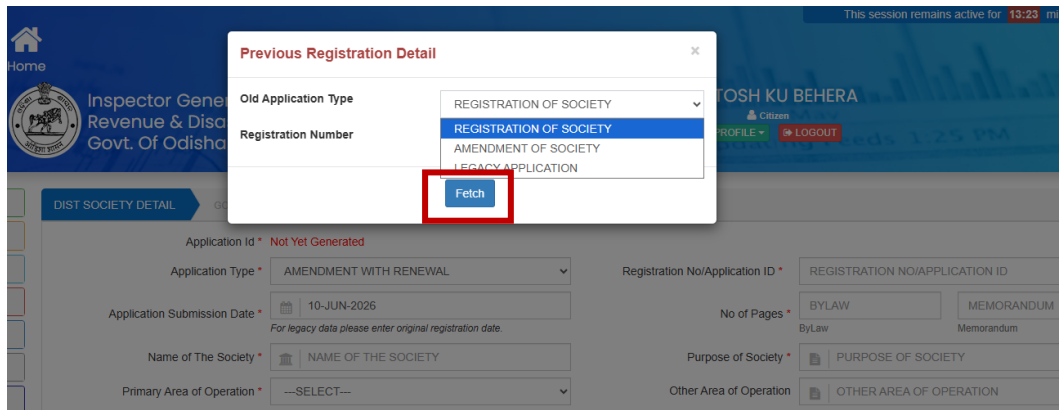 This session remains active for 13:23 mi
Home
Inspector Gener
Revenue & Disa
Govt. Of Odisha
TOSH KU BEHERA
Citizen
PROFILE
LOGOUT
Previous Registration Detail
×
Old Application Type
REGISTRATION OF SOCIETY
REGISTRATION OF SOCIETY
AMENDMENT OF SOCIETY
LEGACY APPLICATION
Registration Number
Fetch
DIST SOCIETY DETAIL
Application Id * Not Yet Generated
Application Type * AMENDMENT WITH RENEWAL
Registration No/Application ID * REGISTRATION NO/APPLICATION ID
Application Submission Date * 10-JUN-2026
For legacy data please enter original registration date.
No of Pages * BYLAW MEMORANDUM
ByLaw Memorandum
Name of The Society * NAME OF THE SOCIETY
Purpose of Society * PURPOSE OF SOCIETY
Primary Area of Operation * ---SELECT---
Other Area of Operation OTHER AREA OF OPERATION